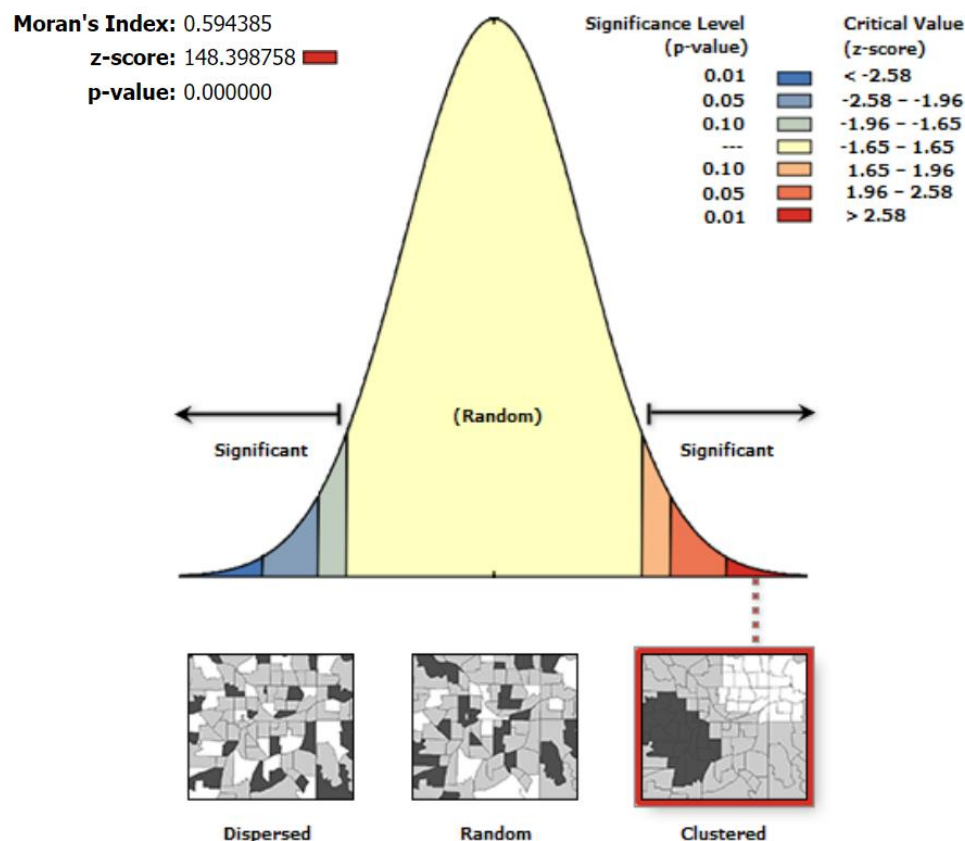 Moran's Index: 0.594385
z-score: 148.398758
p-value: 0.000000
Significance Level
(p-value)
Critical Value
(z-score)
0.01 < -2.58
0.05 -2.58 – -1.96
0.10 -1.96 – -1.65
--- -1.65 – 1.65
0.10 1.65 – 1.96
0.05 1.96 – 2.58
0.01 > 2.58
(Random)
Significant
Significant
Dispersed
Random
Clustered